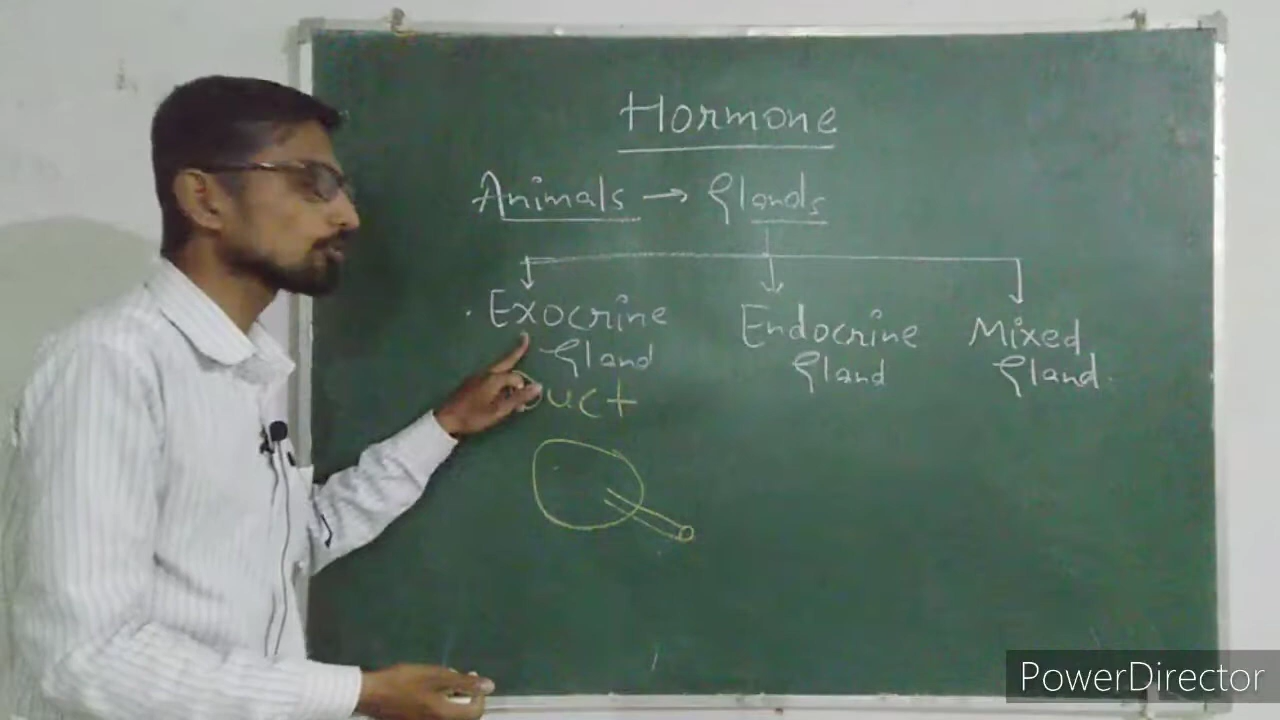 Hormone
Animals → Glands
Exocrine Gland
Endocrine Gland
Mixed Gland
Duct
PowerDirector